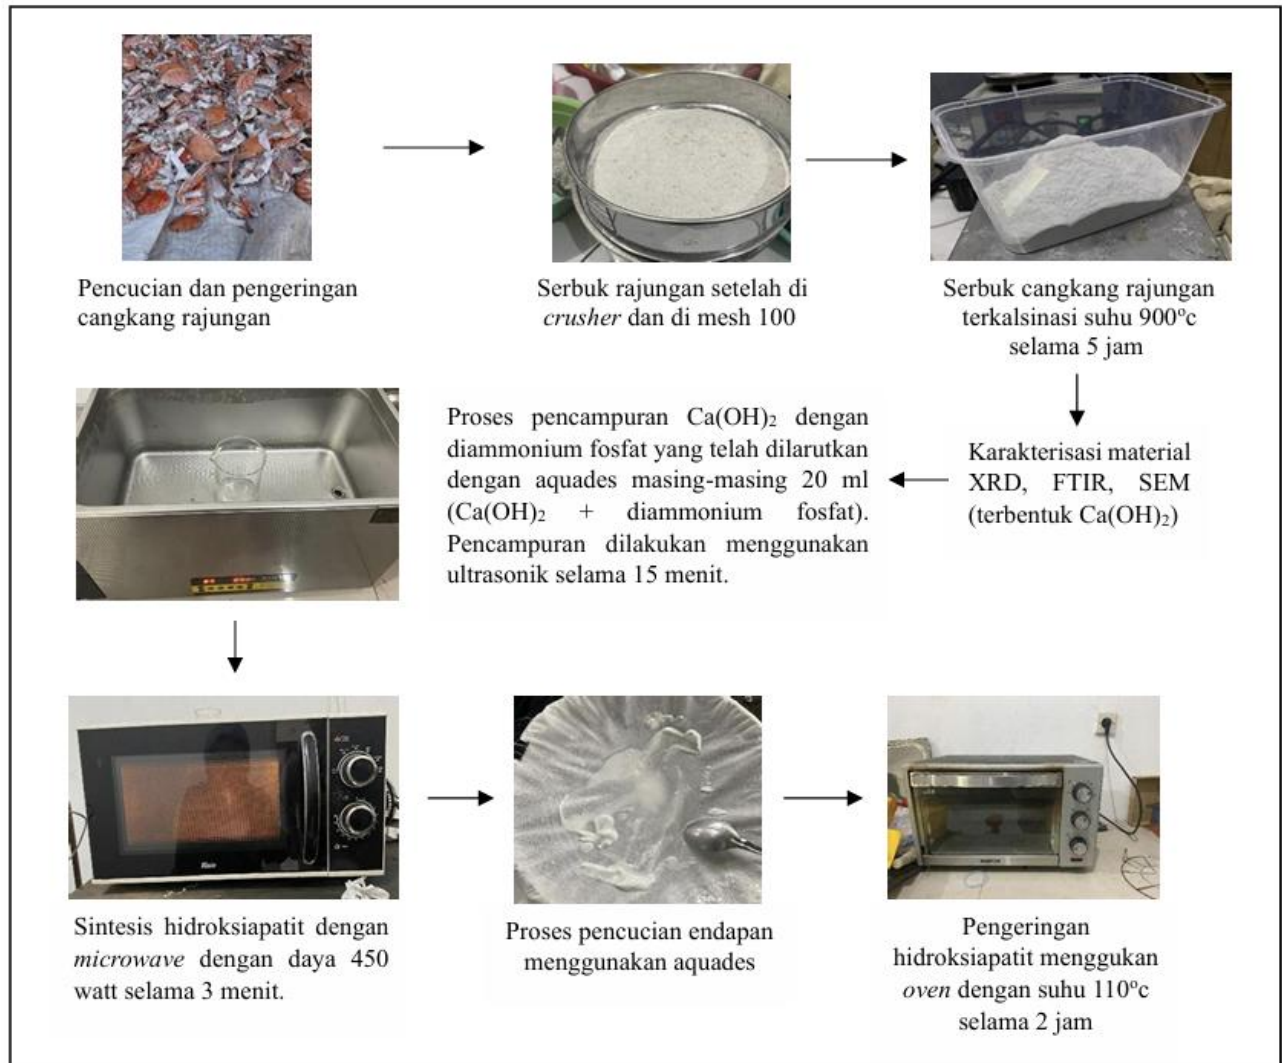 Pencucian dan pengeringan
cangkang rajungan
Serbuk rajungan setelah di
crusher dan di mesh 100
Serbuk cangkang rajungan
terkalsinasi suhu 900°c
selama 5 jam
Karakterisasi material
XRD, FTIR, SEM
(terbentuk Ca(OH)₂)
Proses pencampuran Ca(OH)₂ dengan
diammonium fosfat yang telah dilarutkan
dengan aquades masing-masing 20 ml
(Ca(OH)₂ + diammonium fosfat).
Pencampuran dilakukan menggunakan
ultrasonik selama 15 menit.
Sintesis hidroksiapatit dengan
microwave dengan daya 450
watt selama 3 menit.
Proses pencucian endapan
menggunakan aquades
Pengeringan
hidroksiapatit menggukan
oven dengan suhu 110°c
selama 2 jam